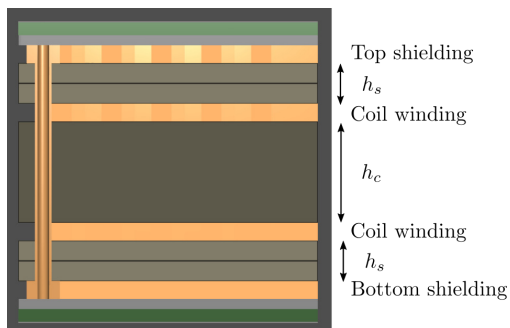 Top shielding
h_s
Coil winding
h_c
Coil winding
h_s
Bottom shielding